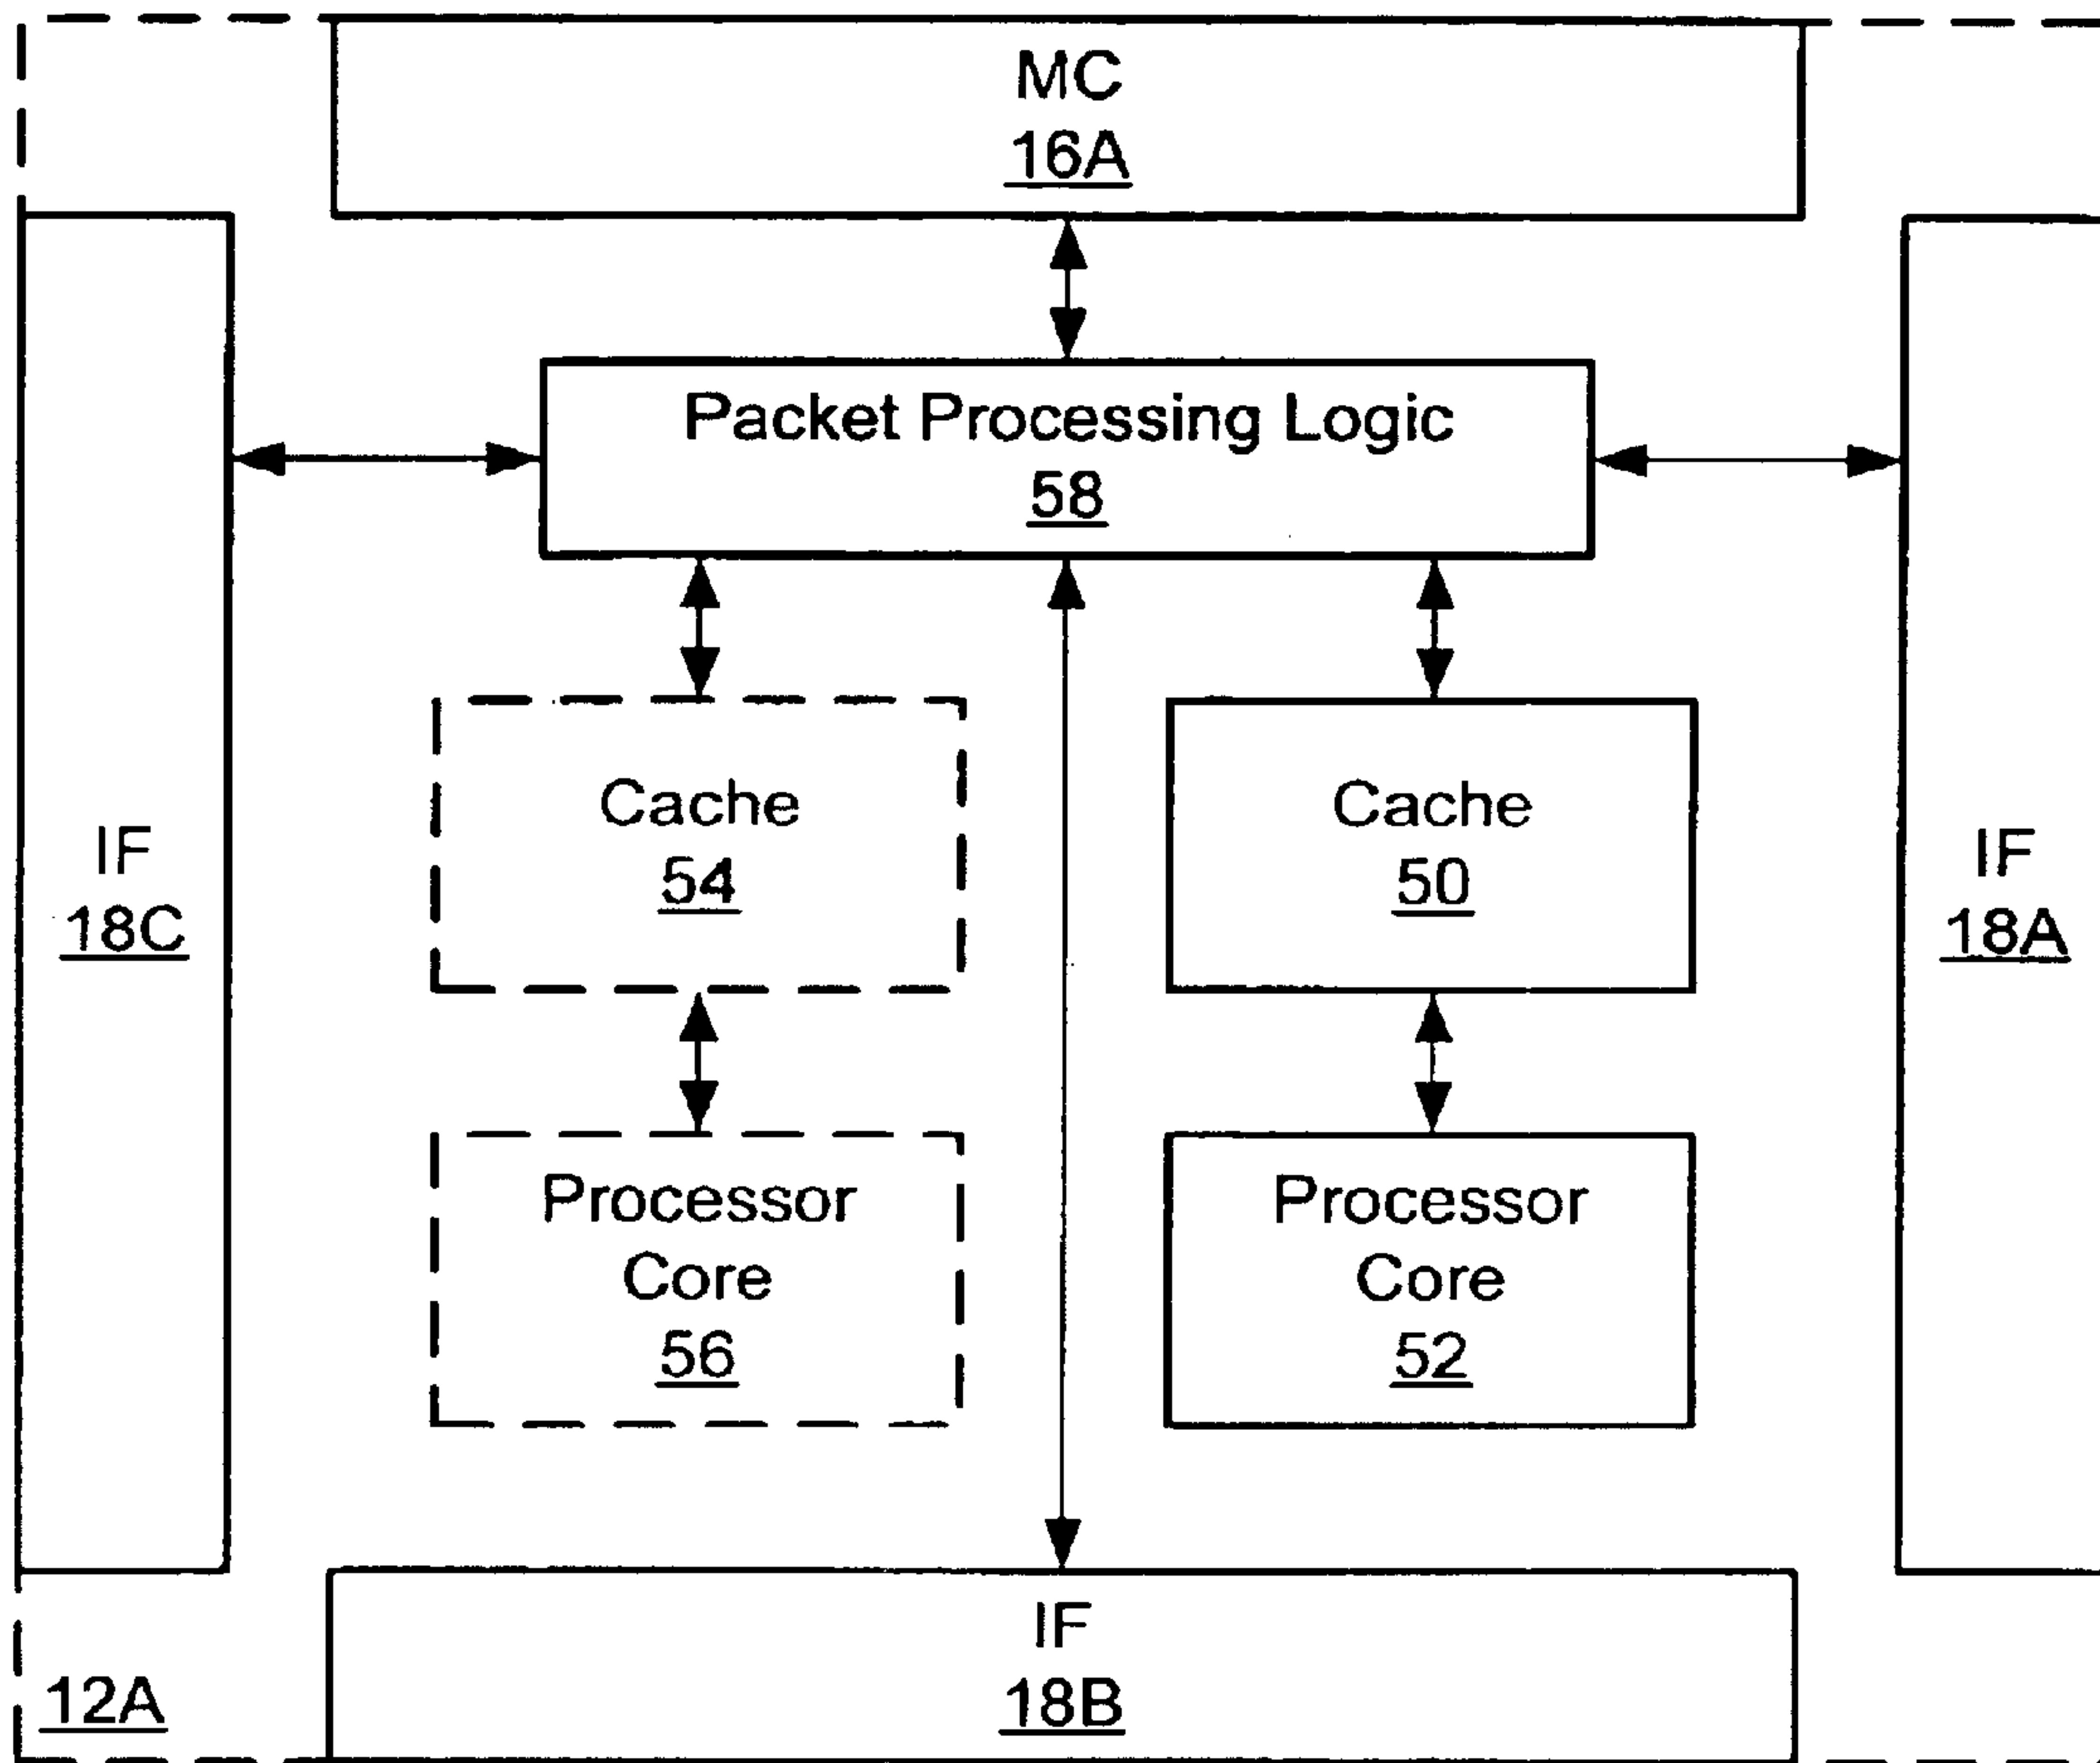 MC
16A
Packet Processing Logic
58
Cache
54
Cache
50
IF
18C
IF
18A
Processor
Core
56
Processor
Core
52
IF
18B
12A